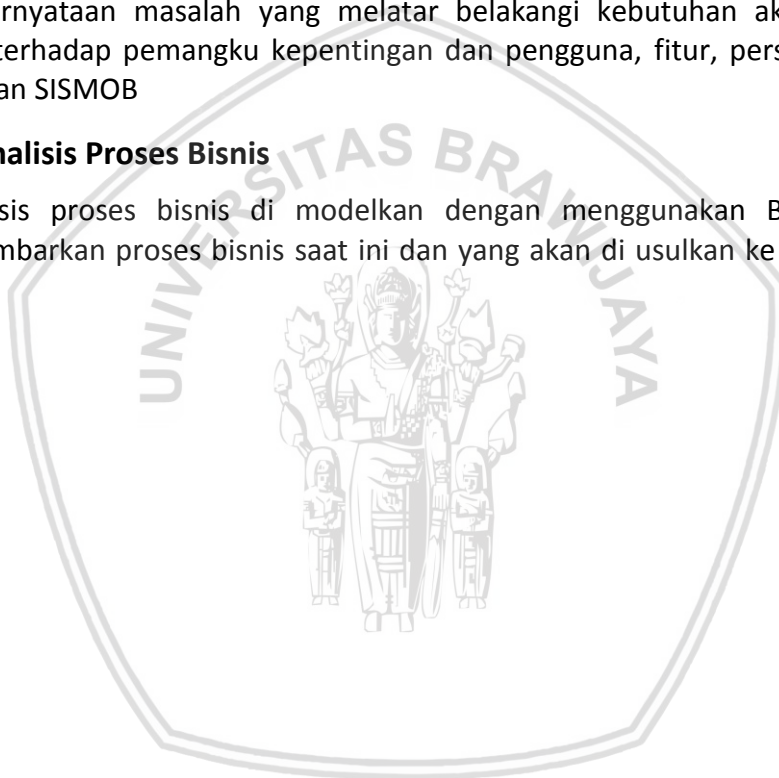 rnyataan masalah yang melatar belakangi kebutuhan ak
terhadap pemangku kepentingan dan pengguna, fitur, pers
an SISMOB
nalisis Proses Bisnis
sis proses bisnis di modelkan dengan menggunakan B
mbarkan proses bisnis saat ini dan yang akan di usulkan ke
UNIVERSITAS BRAWIJAYA